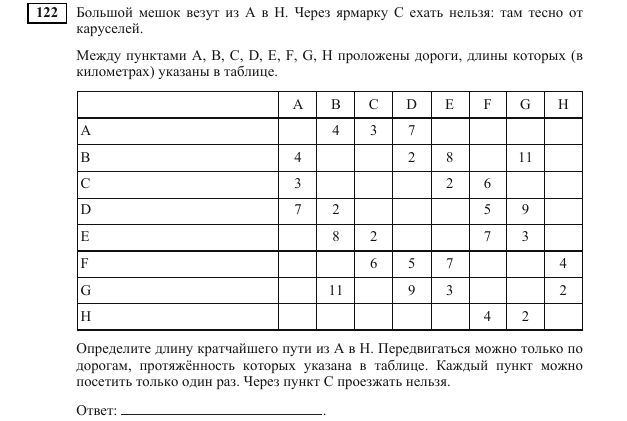 122 Большой мешок везут из A в H. Через ярмарку C ехать нельзя: там тесно от
каруселей.
Между пунктами A, B, C, D, E, F, G, H проложены дороги, длины которых (в
километрах) указаны в таблице.
A B C D E F G H
A 4 3 7
B 4 2 8 11
C 3 2 6
D 7 2 5 9
E 8 2 7 3
F 6 5 7 4
G 11 9 3 2
H 4 2
Определите длину кратчайшего пути из A в H. Передвигаться можно только по
дорогам, протяжённость которых указана в таблице. Каждый пункт можно
посетить только один раз. Через пункт C проезжать нельзя.
Ответ: ______________________.